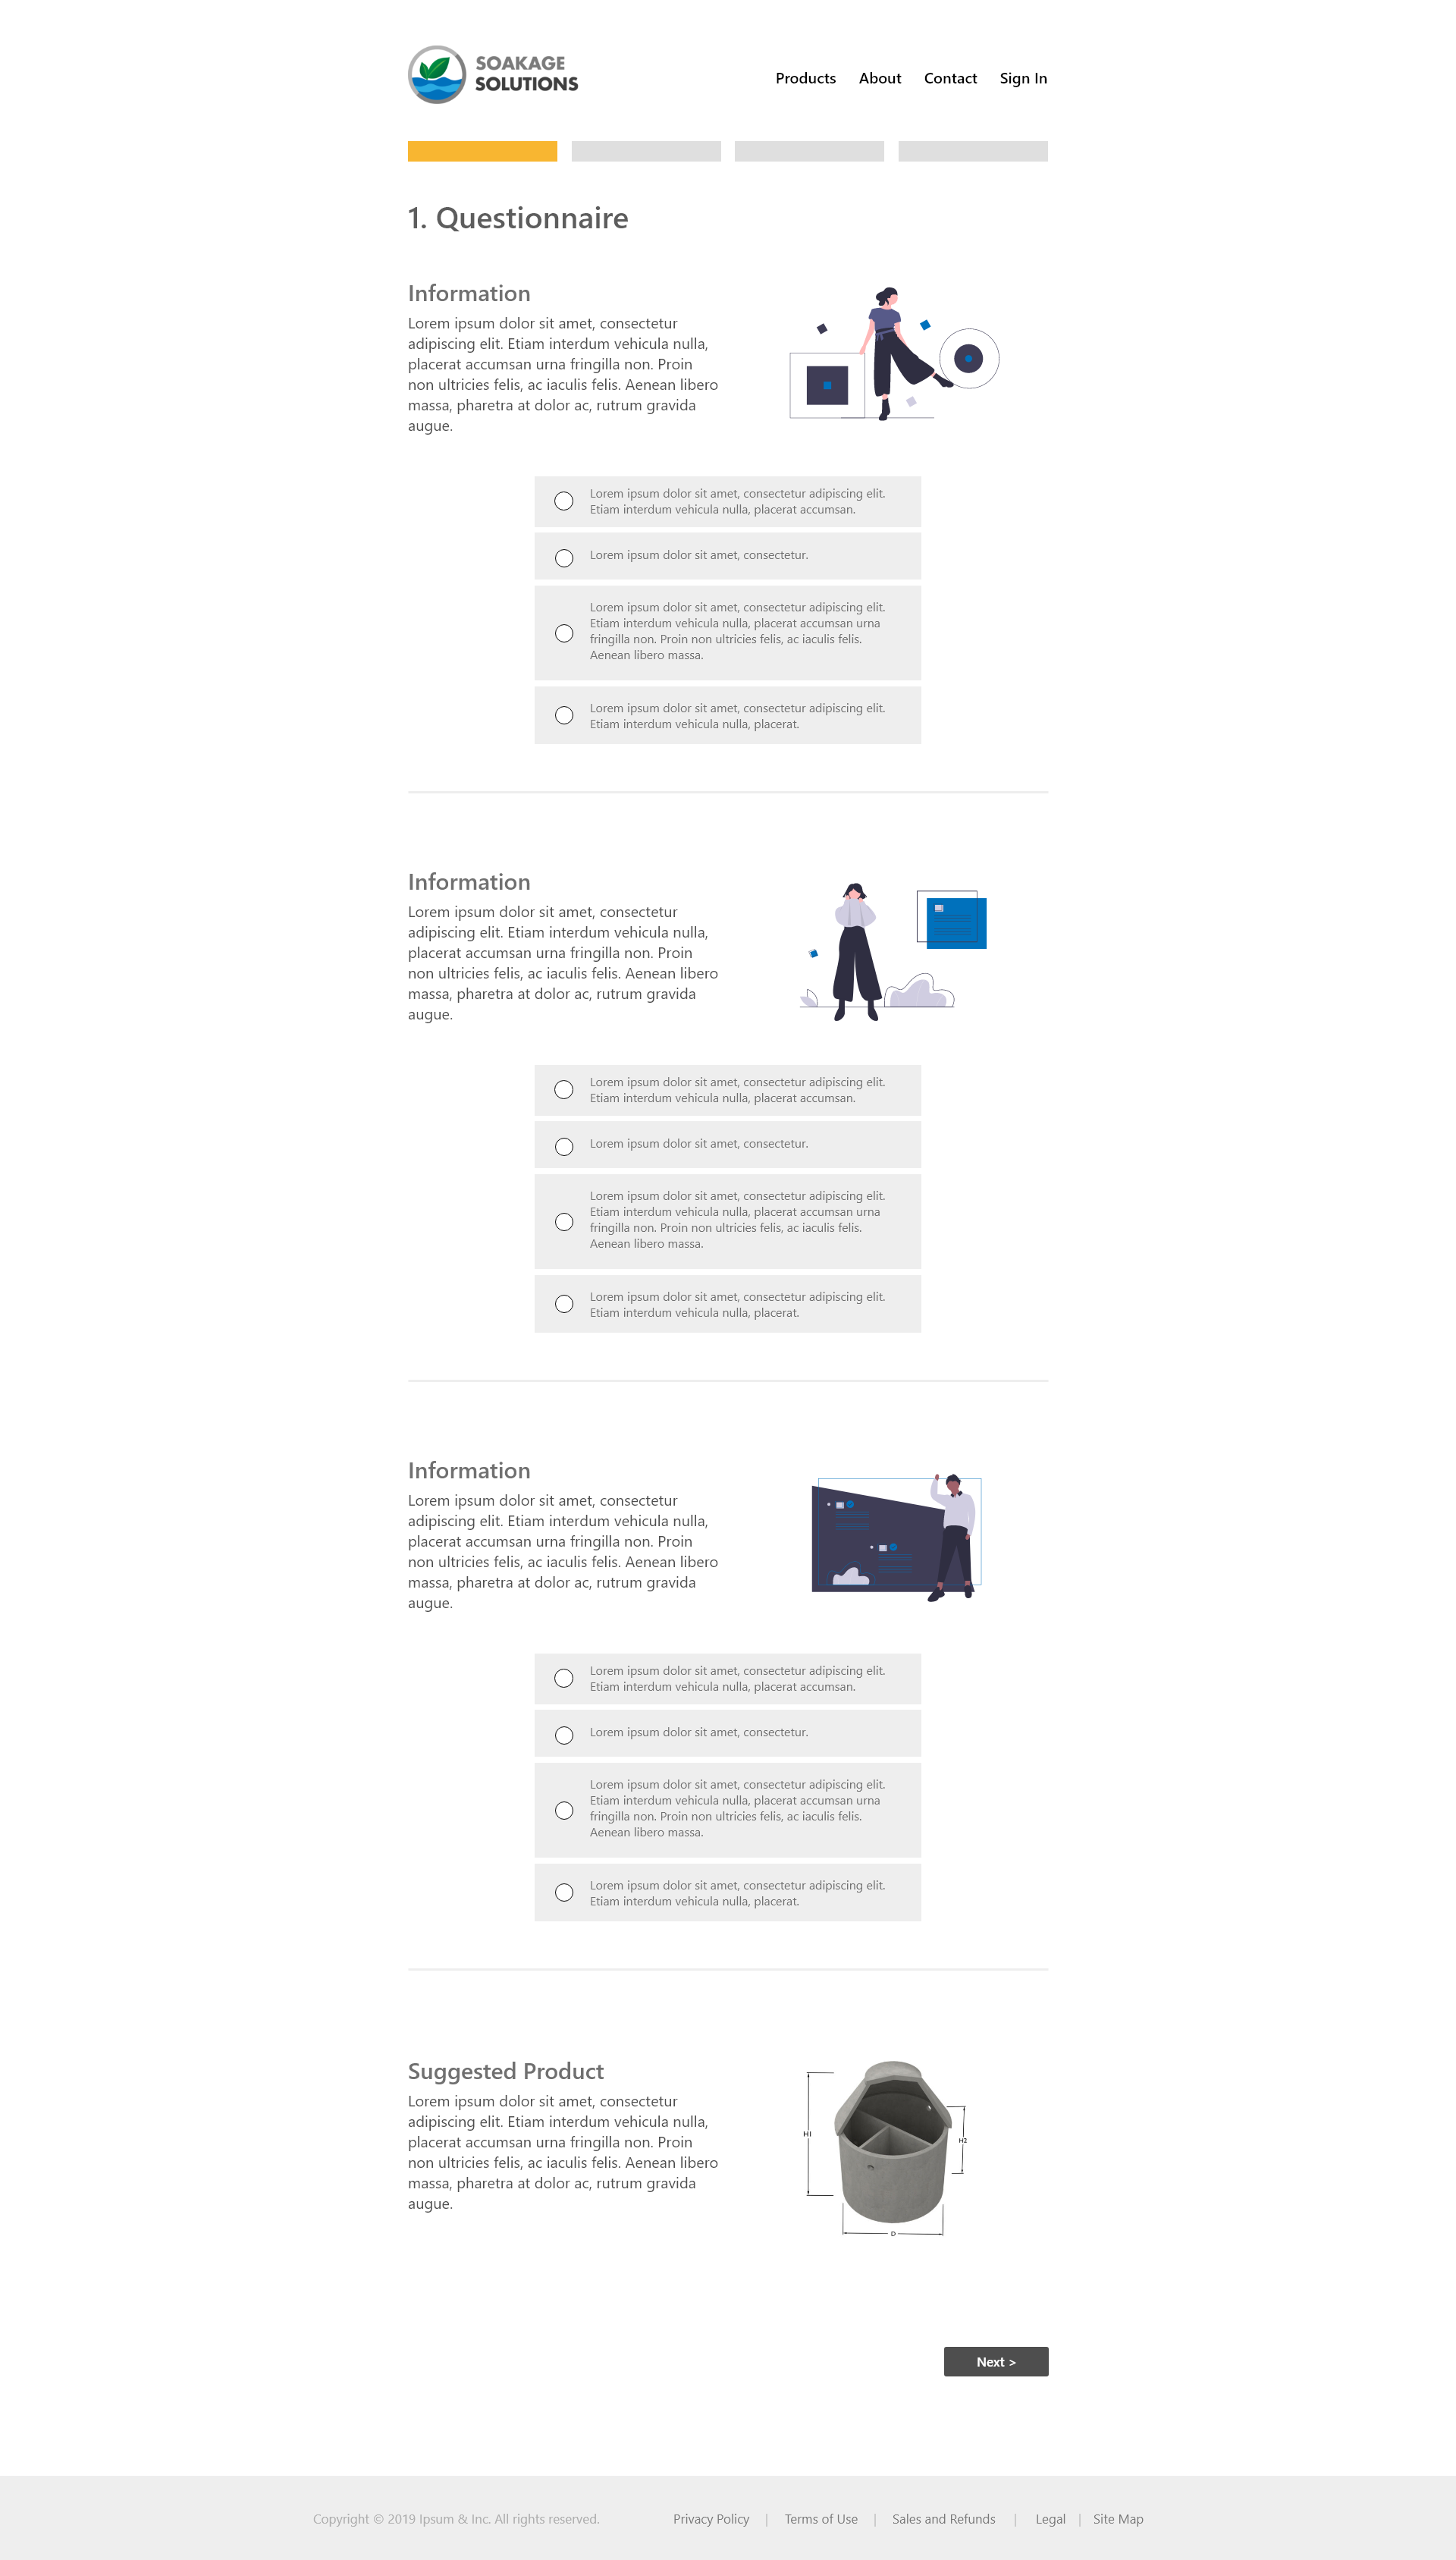 SOAKAGE
SOLUTIONS
Products About Contact Sign In
1. Questionnaire
Information
Lorem ipsum dolor sit amet, consectetur
adipiscing elit. Etiam interdum vehicula nulla,
placerat accumsan urna fringilla non. Proin
non ultricies felis, ac iaculis felis. Aenean libero
massa, pharetra at dolor ac, rutrum gravida
augue.
Lorem ipsum dolor sit amet, consectetur adipiscing elit.
Etiam interdum vehicula nulla, placerat accumsan.
Lorem ipsum dolor sit amet, consectetur.
Lorem ipsum dolor sit amet, consectetur adipiscing elit.
Etiam interdum vehicula nulla, placerat accumsan urna
fringilla non. Proin non ultricies felis, ac iaculis felis.
Aenean libero massa.
Lorem ipsum dolor sit amet, consectetur adipiscing elit.
Etiam interdum vehicula nulla, placerat.
Information
Lorem ipsum dolor sit amet, consectetur
adipiscing elit. Etiam interdum vehicula nulla,
placerat accumsan urna fringilla non. Proin
non ultricies felis, ac iaculis felis. Aenean libero
massa, pharetra at dolor ac, rutrum gravida
augue.
Lorem ipsum dolor sit amet, consectetur adipiscing elit.
Etiam interdum vehicula nulla, placerat accumsan.
Lorem ipsum dolor sit amet, consectetur.
Lorem ipsum dolor sit amet, consectetur adipiscing elit.
Etiam interdum vehicula nulla, placerat accumsan urna
fringilla non. Proin non ultricies felis, ac iaculis felis.
Aenean libero massa.
Lorem ipsum dolor sit amet, consectetur adipiscing elit.
Etiam interdum vehicula nulla, placerat.
Information
Lorem ipsum dolor sit amet, consectetur
adipiscing elit. Etiam interdum vehicula nulla,
placerat accumsan urna fringilla non. Proin
non ultricies felis, ac iaculis felis. Aenean libero
massa, pharetra at dolor ac, rutrum gravida
augue.
Lorem ipsum dolor sit amet, consectetur adipiscing elit.
Etiam interdum vehicula nulla, placerat accumsan.
Lorem ipsum dolor sit amet, consectetur.
Lorem ipsum dolor sit amet, consectetur adipiscing elit.
Etiam interdum vehicula nulla, placerat accumsan urna
fringilla non. Proin non ultricies felis, ac iaculis felis.
Aenean libero massa.
Lorem ipsum dolor sit amet, consectetur adipiscing elit.
Etiam interdum vehicula nulla, placerat.
Suggested Product
Lorem ipsum dolor sit amet, consectetur
adipiscing elit. Etiam interdum vehicula nulla,
placerat accumsan urna fringilla non. Proin
non ultricies felis, ac iaculis felis. Aenean libero
massa, pharetra at dolor ac, rutrum gravida
augue.
H1
H2
D
Next >
Copyright © 2019 Ipsum & Inc. All rights reserved. Privacy Policy | Terms of Use | Sales and Refunds | Legal | Site Map